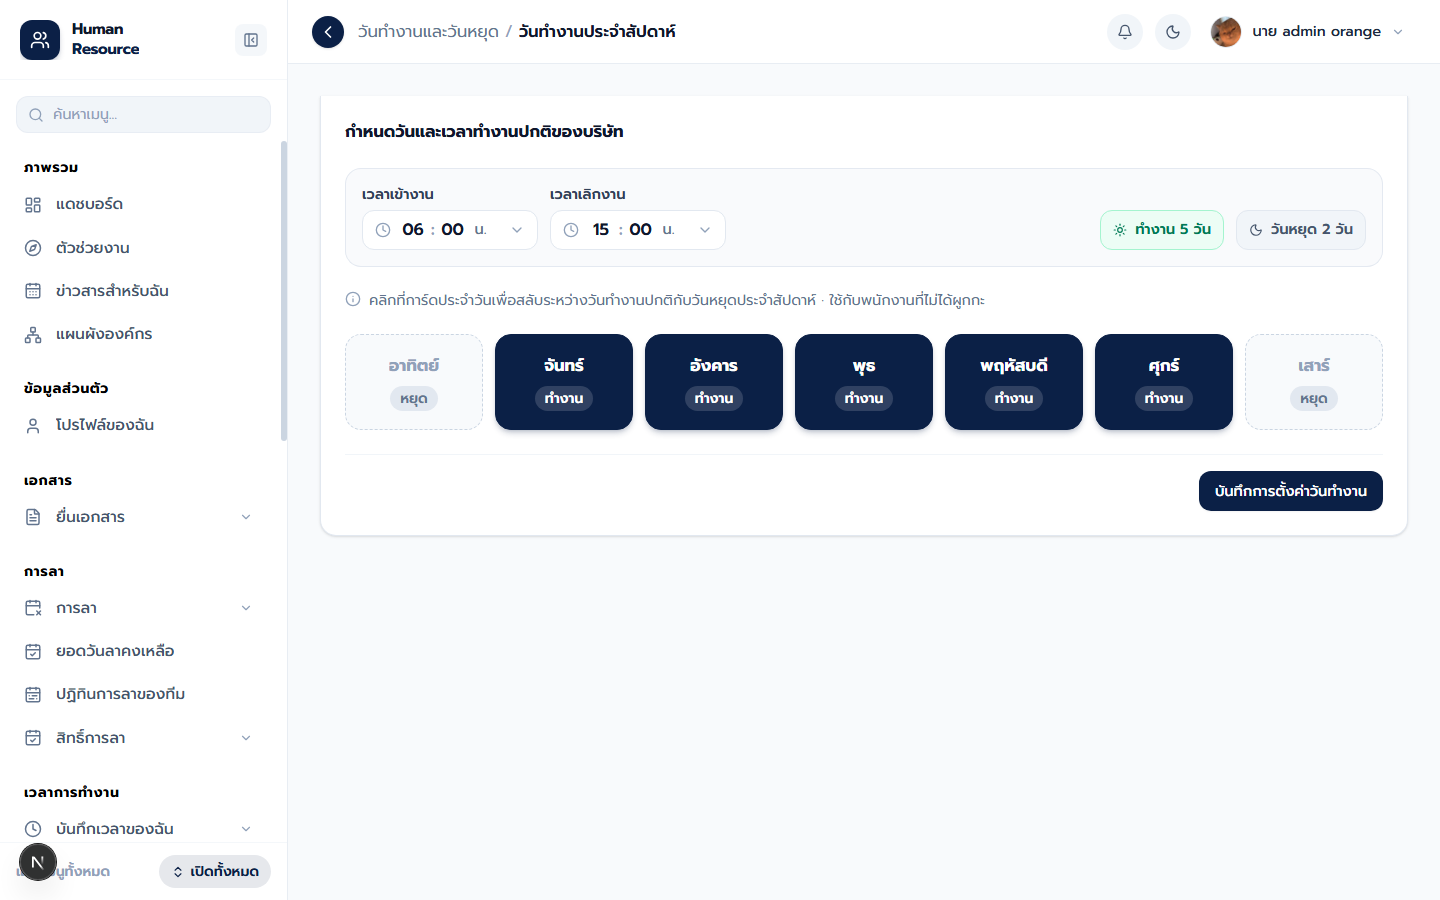 Human
Resource
ค้นหาเมนู...
ภาพรวม
แดชบอร์ด
ตัวช่วยงาน
ข่าวสารสำหรับฉัน
แผนผังองค์กร
ข้อมูลส่วนตัว
โปรไฟล์ของฉัน
เอกสาร
ยื่นเอกสาร
การลา
การลา
ยอดวันลาคงเหลือ
ปฏิทินการลาของทีม
สิทธิ์การลา
เวลาการทำงาน
บันทึกเวลาของฉัน
N
เปิดทั้งหมด
วันทำงานและวันหยุด / วันทำงานประจำสัปดาห์
นาย admin orange
กำหนดวันและเวลาทำงานปกติของบริษัท
เวลาเข้างาน
06 : 00 น.
เวลาเลิกงาน
15 : 00 น.
ทำงาน 5 วัน
วันหยุด 2 วัน
คลิกที่การ์ดประจำวันเพื่อสลับระหว่างวันทำงานปกติกับวันหยุดประจำสัปดาห์ · ใช้กับพนักงานที่ไม่ได้ผูกกะ
อาทิตย์
หยุด
จันทร์
ทำงาน
อังคาร
ทำงาน
พุธ
ทำงาน
พฤหัสบดี
ทำงาน
ศุกร์
ทำงาน
เสาร์
หยุด
บันทึกการตั้งค่าวันทำงาน